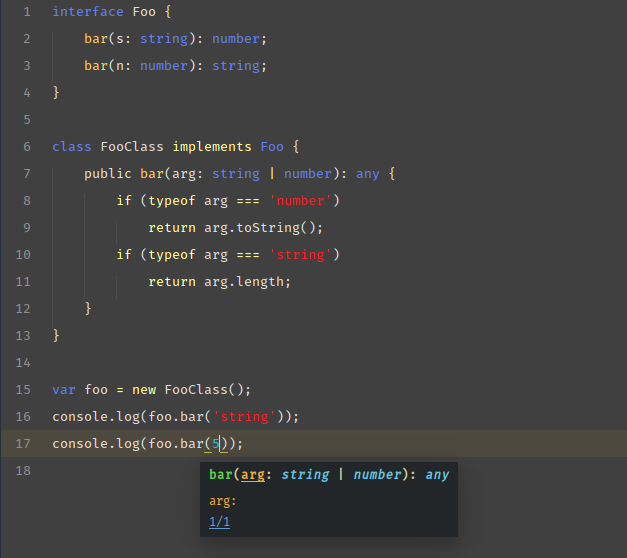 1 interface Foo {
2     bar(s: string): number;
3     bar(n: number): string;
4 }
5
6 class FooClass implements Foo {
7     public bar(arg: string | number): any {
8         if (typeof arg === 'number')
9             return arg.toString();
10         if (typeof arg === 'string')
11             return arg.length;
12     }
13 }
14
15 var foo = new FooClass();
16 console.log(foo.bar('string'));
17 console.log(foo.bar(5));
18
bar(arg: string | number): any
arg:
1/1